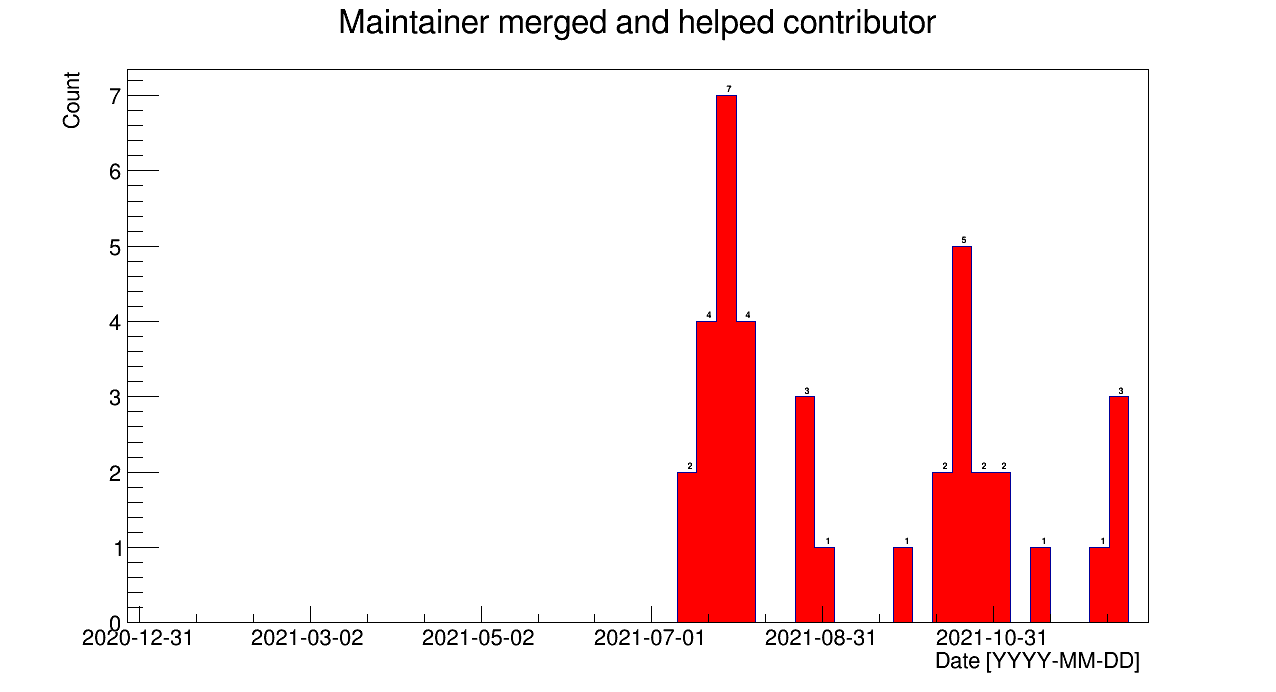 Maintainer merged and helped contributor
Count
7
6
5
4
3
2
1
0
7
5
4 4
3 3
2 2 2 2
1 1 1 1
2020-12-31 2021-03-02 2021-05-02 2021-07-01 2021-08-31 2021-10-31
Date [YYYY-MM-DD]